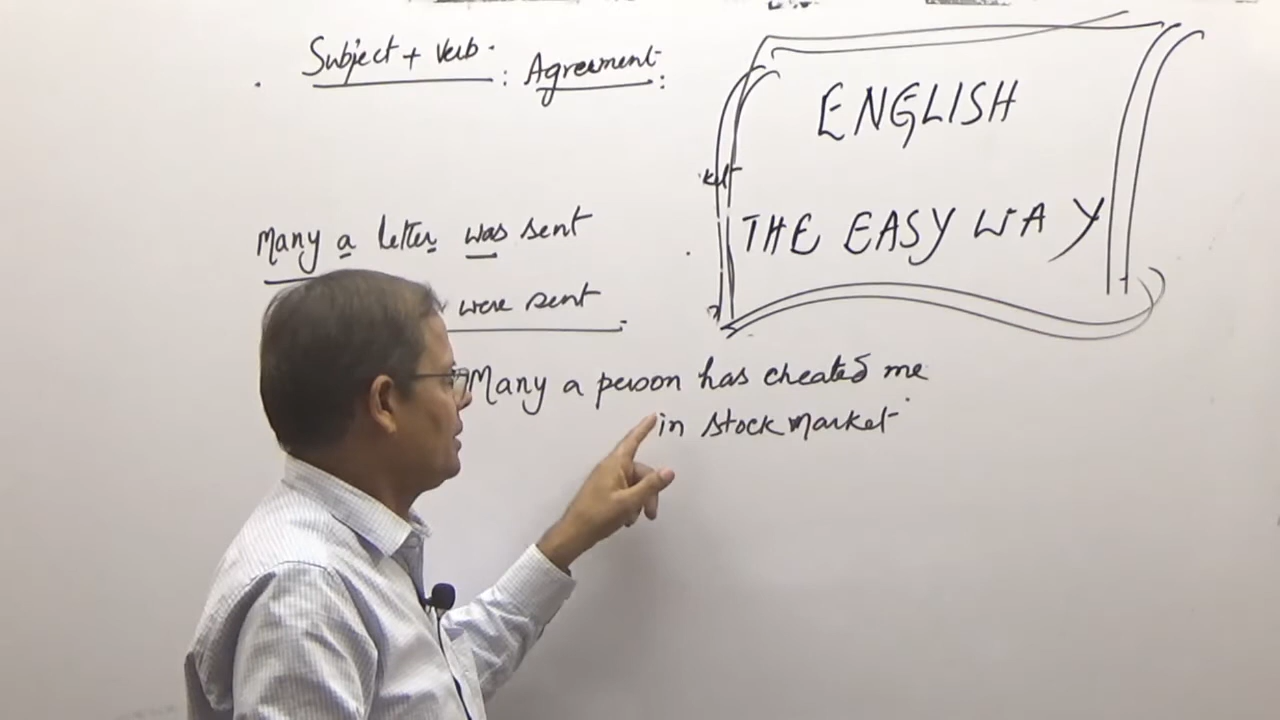 Subject + Verb. : Agreement :
ENGLISH
THE EASY WAY
Many a letter was sent
were sent
Many a person has cheated me
in stock market